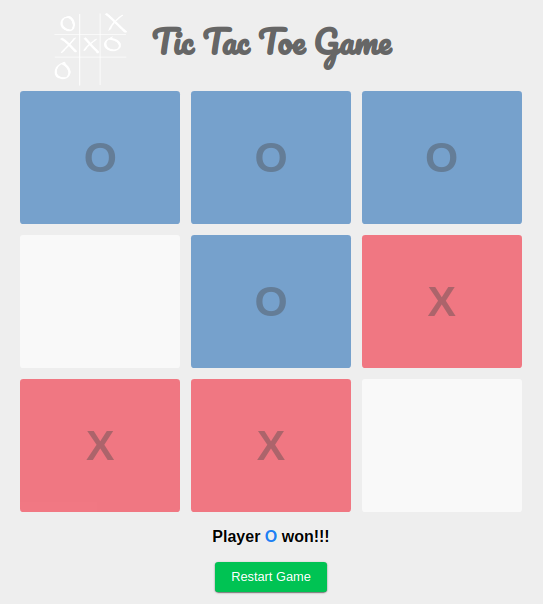 Tic Tac Toe Game
O X
X X O
O
O O O
O X
X X
Player O won!!!
Restart Game